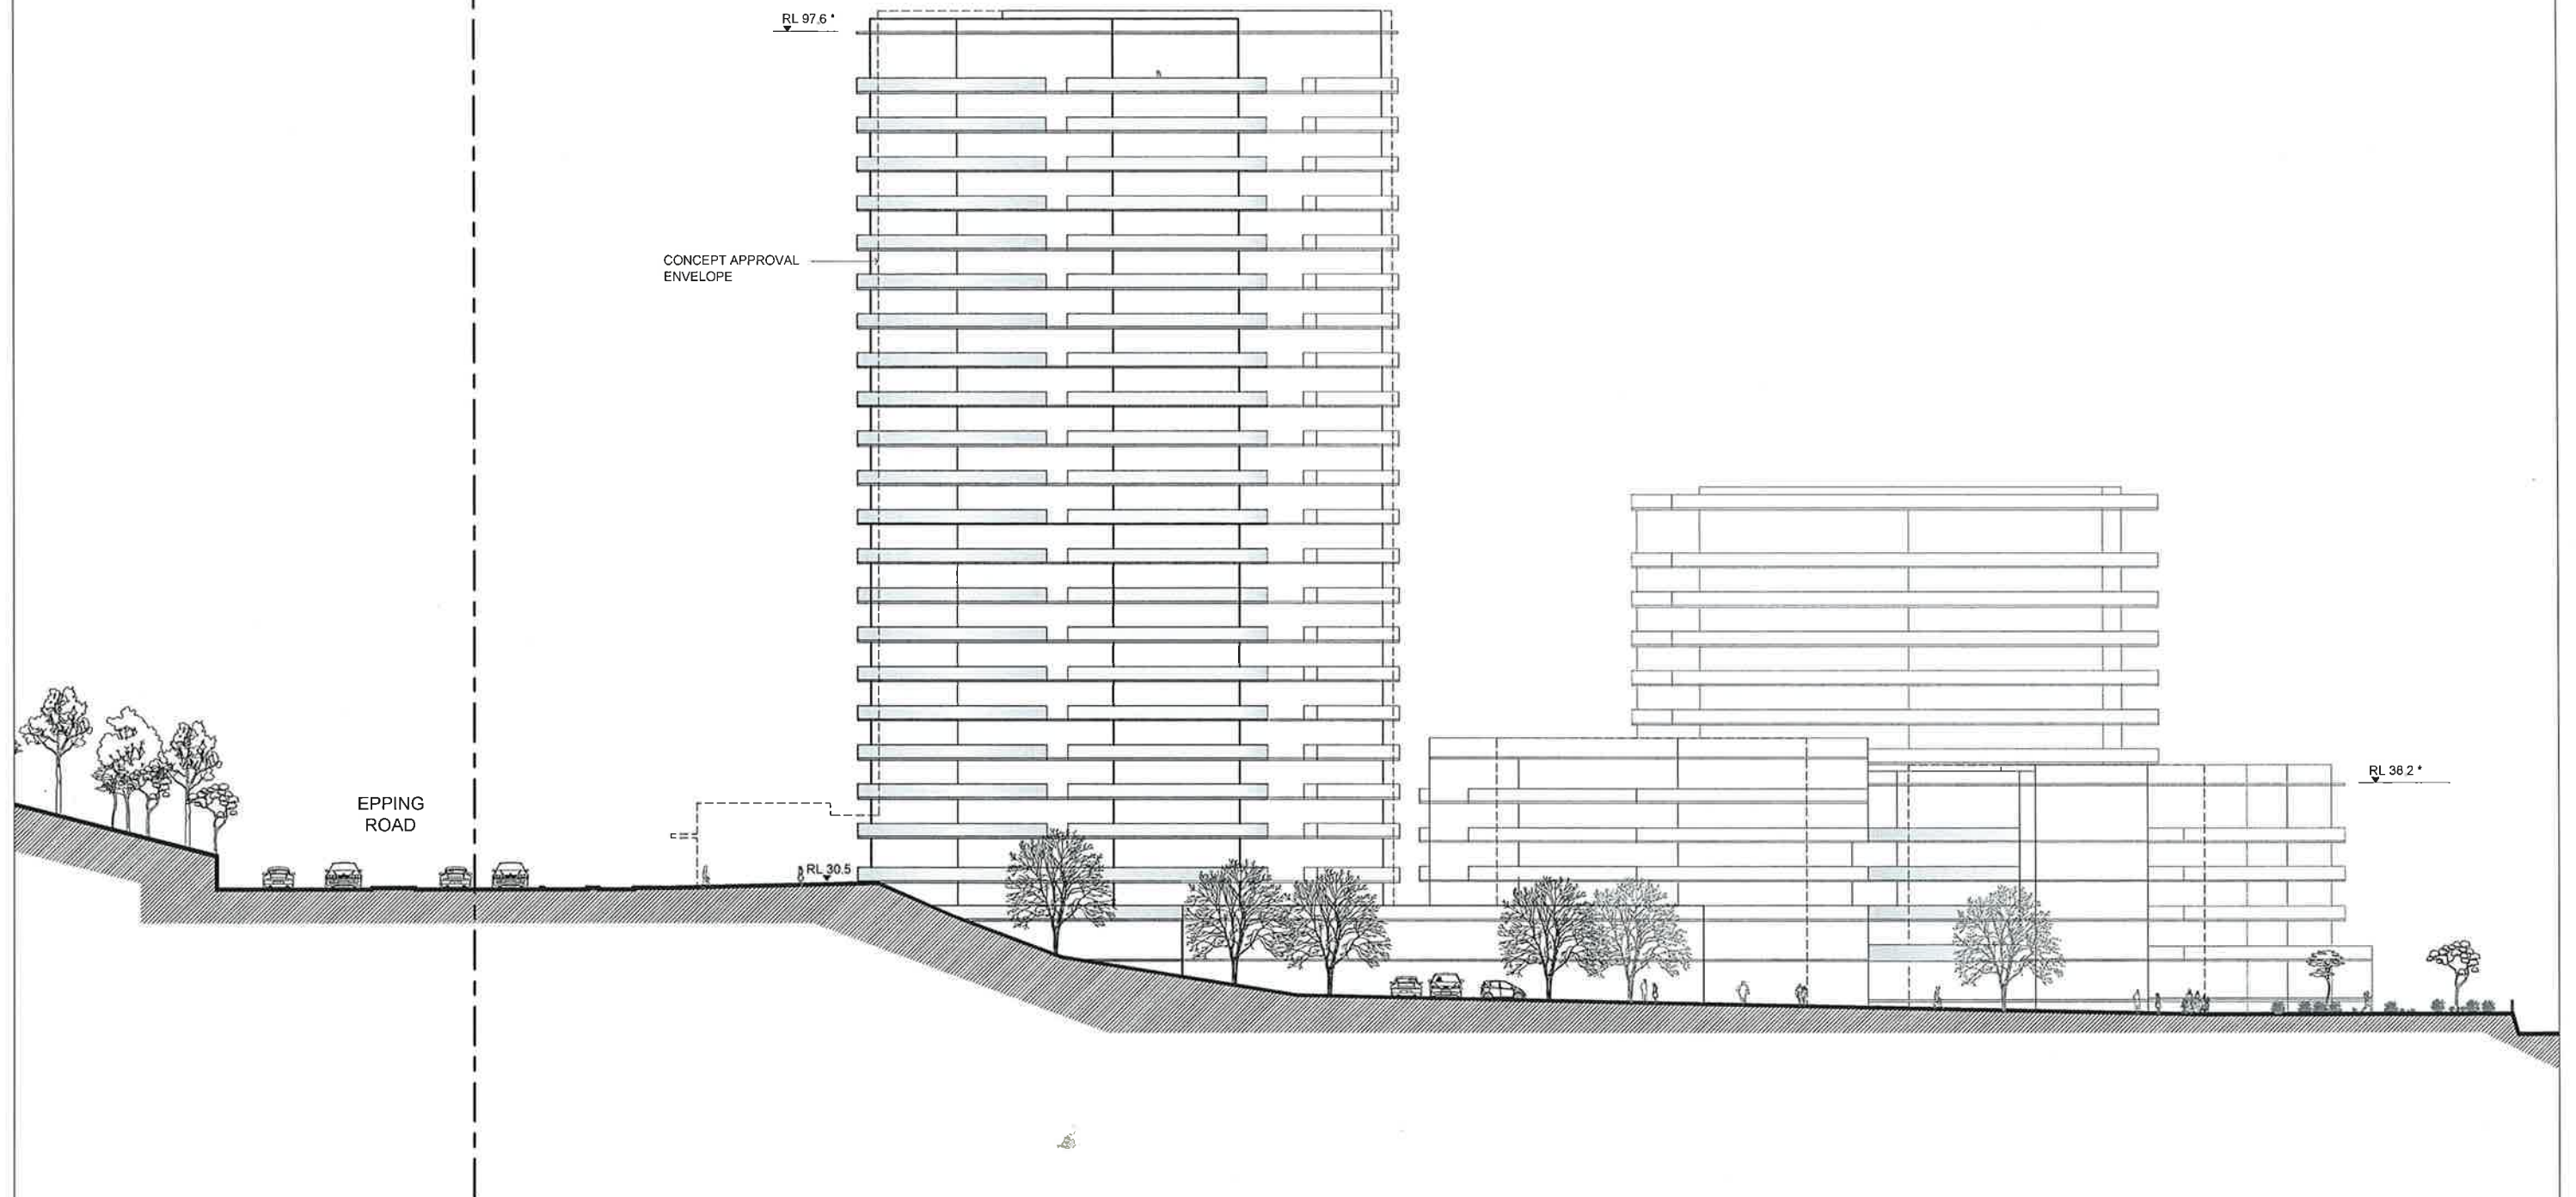 RL 97.6 *
CONCEPT APPROVAL
ENVELOPE
EPPING
ROAD
RL 30.5
RL 38.2 *